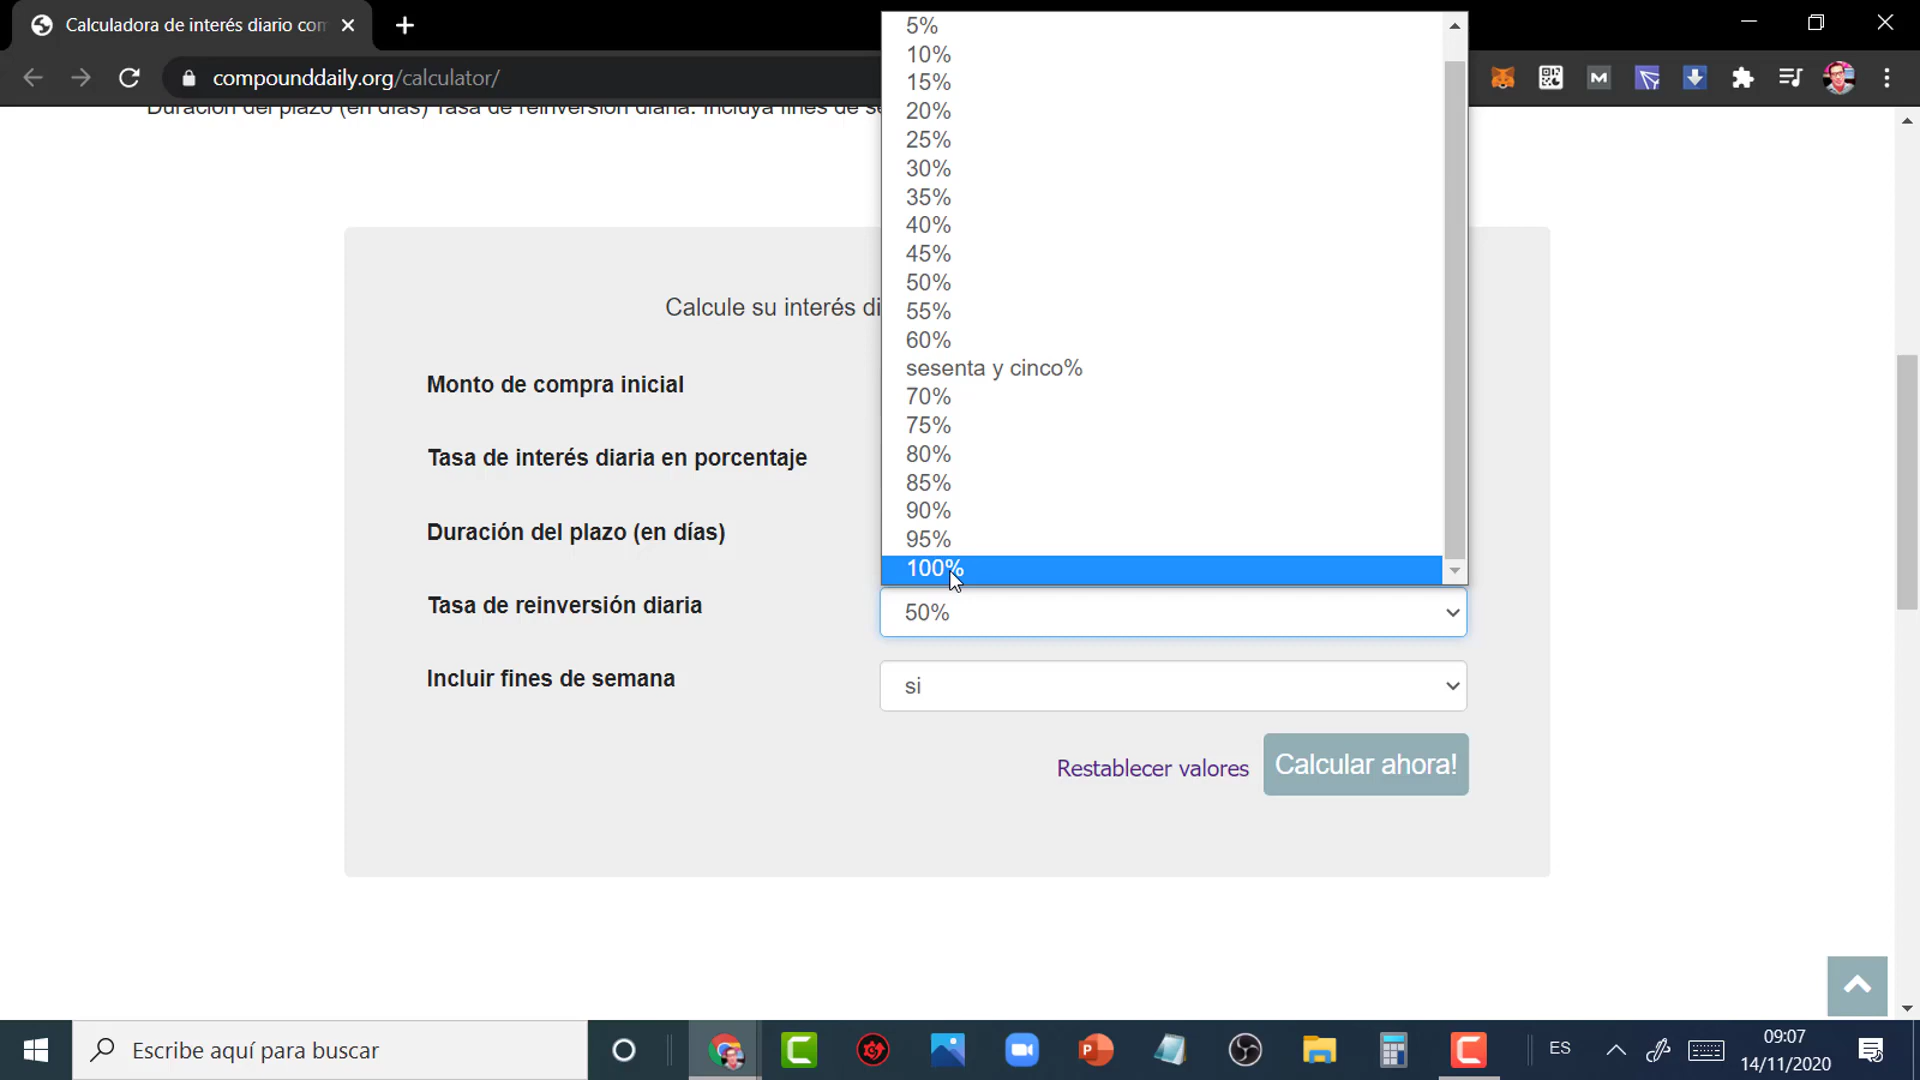 Calculadora de interés diario com
compounddaily.org/calculator/
Duración del plazo (en días) Tasa de reinversión diaria: Incluya fines de se
5%
10%
15%
20%
25%
30%
35%
40%
45%
50%
55%
60%
sesenta y cinco%
70%
75%
80%
85%
90%
95%
100%
Calcule su interés di
Monto de compra inicial
Tasa de interés diaria en porcentaje
Duración del plazo (en días)
Tasa de reinversión diaria
50%
Incluir fines de semana
si
Restablecer valores
Calcular ahora!
Escribe aquí para buscar
ES
09:07
14/11/2020